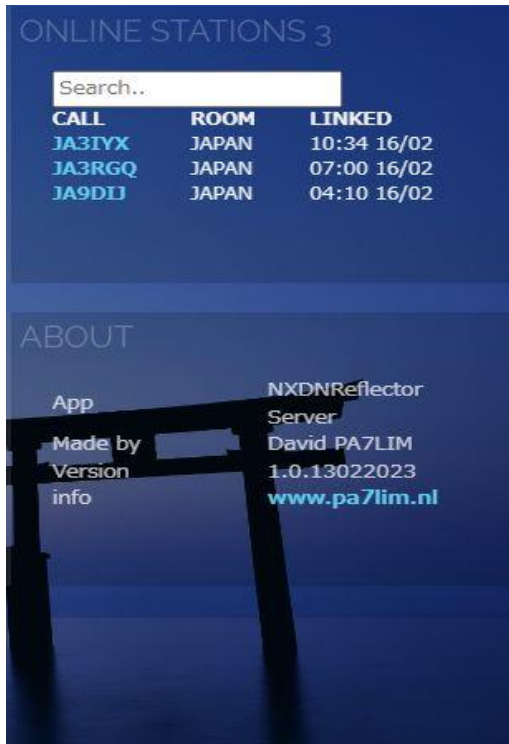 ONLINE STATIONS 3
Search..
CALL ROOM LINKED
JA3IYX JAPAN 10:34 16/02
JA3RGQ JAPAN 07:00 16/02
JA9DIJ JAPAN 04:10 16/02
ABOUT
App NXDNReflector
Server
Made by David PA7LIM
Version 1.0.13022023
info www.pa7lim.nl